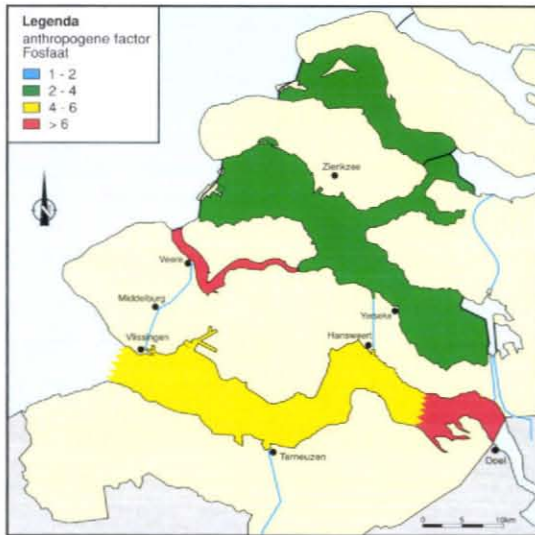 Legenda
anthropogene factor
Fosfaat
1 - 2
2 - 4
4 - 6
> 6
N
Zierikzee
Veere
Middelburg
Yerseke
Vlissingen
Hansweert
Terneuzen
Doel
0 5 10km